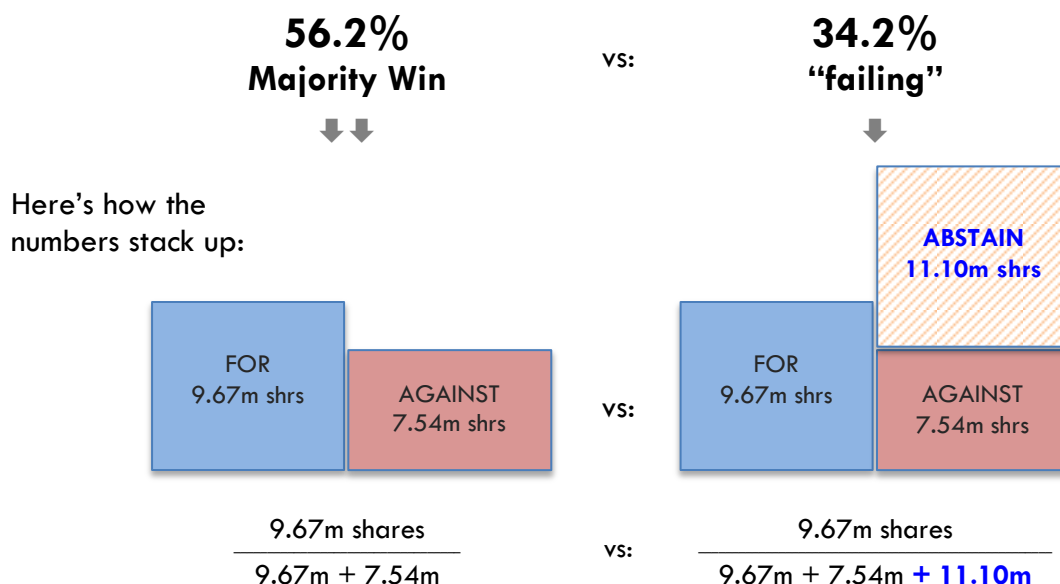 56.2%
Majority Win
vs:
34.2%
“failing”
Here’s how the
numbers stack up:
FOR
9.67m shrs
AGAINST
7.54m shrs
vs:
ABSTAIN
11.10m shrs
FOR
9.67m shrs
AGAINST
7.54m shrs
9.67m shares
9.67m + 7.54m
vs:
9.67m shares
9.67m + 7.54m + 11.10m